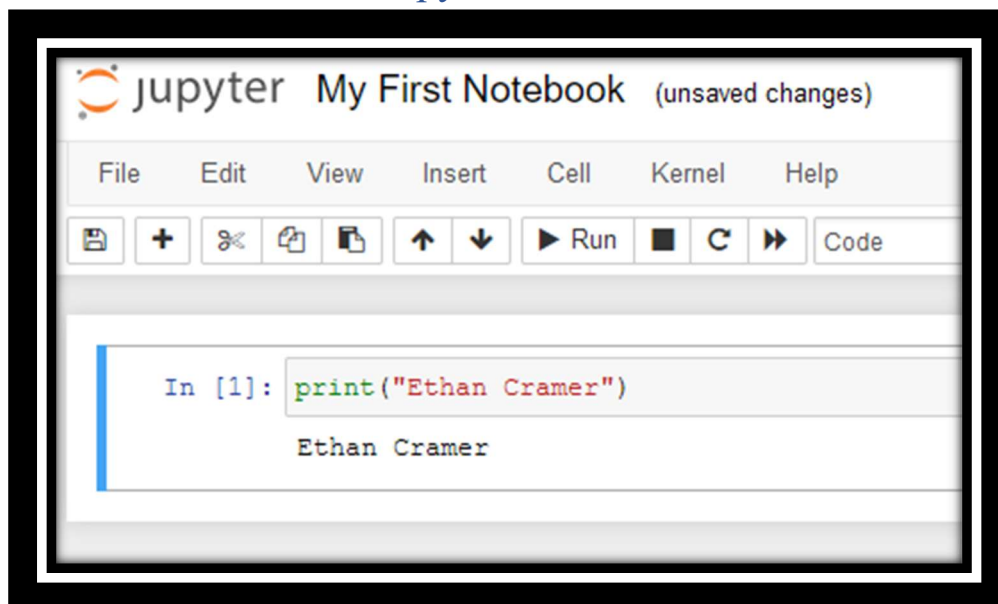 jupyter My First Notebook (unsaved changes)
File Edit View Insert Cell Kernel Help
Run Code
In [1]: print("Ethan Cramer")
Ethan Cramer